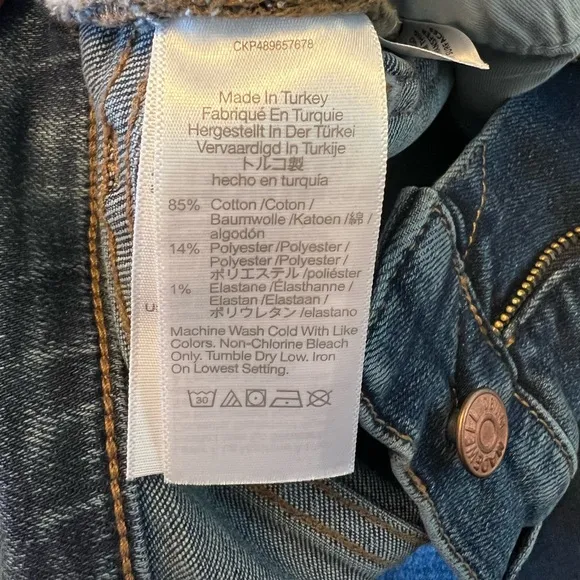 CKP489657678
Made In Turkey
Fabriqué En Turquie
Hergestellt In Der Türkei
Vervaardigd In Turkije
トルコ製
hecho en turquía
85% Cotton /Coton /
Baumwolle /Katoen /綿 /
algodón
14% Polyester /Polyester /
Polyester /Polyester /
ポリエステル /poliéster
1% Elastane /Élasthanne /
Elastan /Elastaan /
ポリウレタン /elastano
Machine Wash Cold With Like
Colors. Non-Chlorine Bleach
Only. Tumble Dry Low. Iron
On Lowest Setting.
30